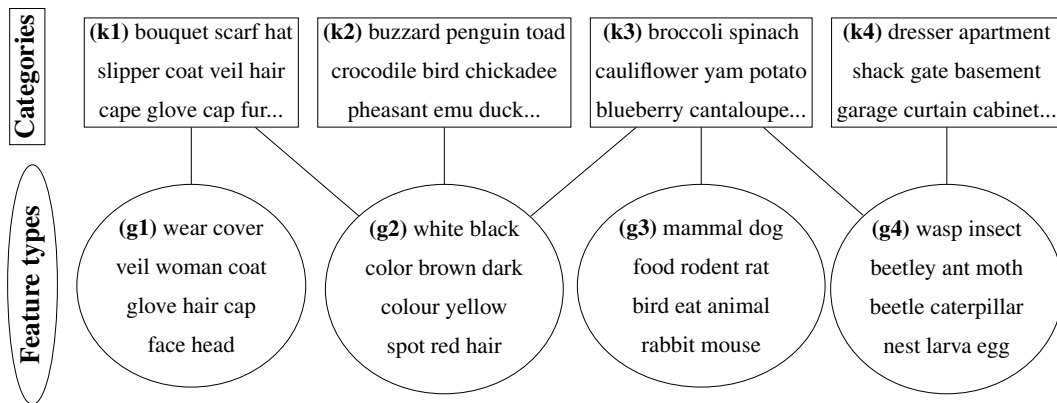 Categories
(k1) bouquet scarf hat
slipper coat veil hair
cape glove cap fur...
(k2) buzzard penguin toad
crocodile bird chickadee
pheasant emu duck...
(k3) broccoli spinach
cauliflower yam potato
blueberry cantaloupe...
(k4) dresser apartment
shack gate basement
garage curtain cabinet...
Feature types
(g1) wear cover
veil woman coat
glove hair cap
face head
(g2) white black
color brown dark
colour yellow
spot red hair
(g3) mammal dog
food rodent rat
bird eat animal
rabbit mouse
(g4) wasp insect
beetley ant moth
beetle caterpillar
nest larva egg